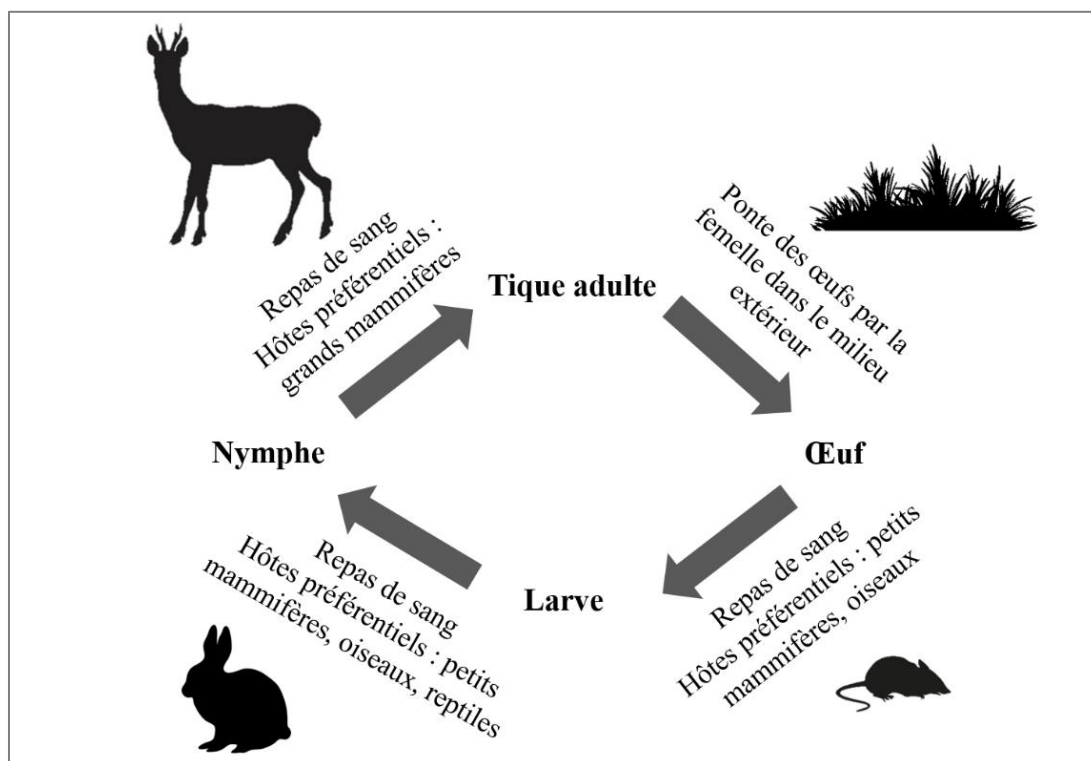 Repas de sang
Hôtes préférentiels :
grands mammifères
Tique adulte
Ponte des œufs par la
femelle dans le milieu
extérieur
Nymphe
Œuf
Repas de sang
Hôtes préférentiels : petits
mammifères, oiseaux, reptiles
Larve
Repas de sang
Hôtes préférentiels : petits
mammifères, oiseaux